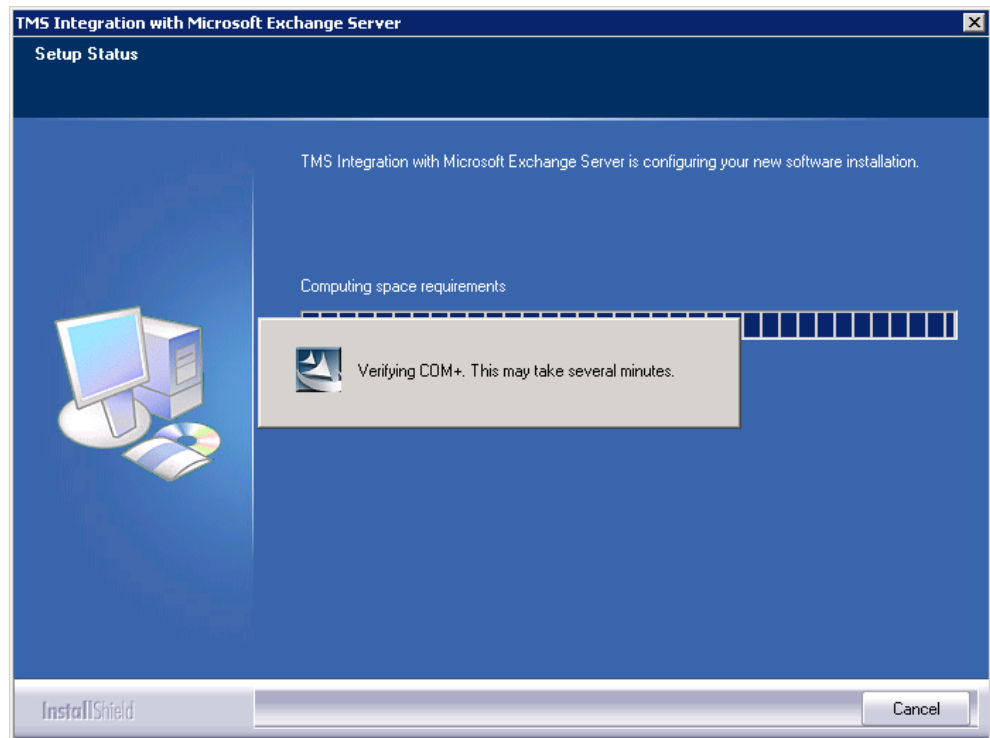 TMS Integration with Microsoft Exchange Server
Setup Status
TMS Integration with Microsoft Exchange Server is configuring your new software installation.
Computing space requirements
Verifying COM+. This may take several minutes.
InstallShield
Cancel